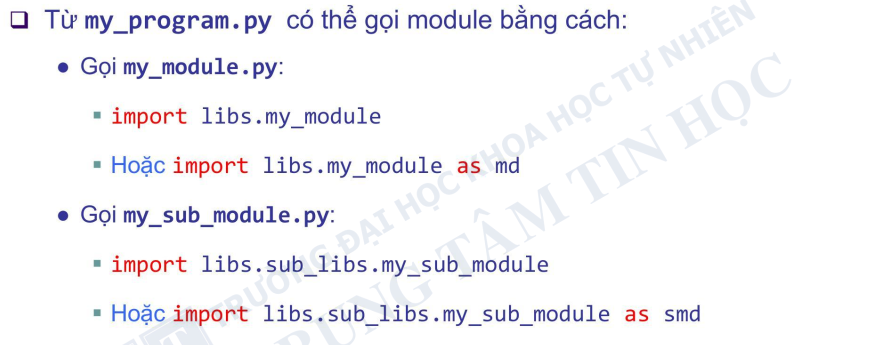 Từ my_program.py có thể gọi module bằng cách:
Gọi my_module.py:
import libs.my_module
Hoặc import libs.my_module as md
Gọi my_sub_module.py:
import libs.sub_libs.my_sub_module
Hoặc import libs.sub_libs.my_sub_module as smd
TRƯỜNG ĐẠI HỌC KHOA HỌC TỰ NHIÊN
TRUNG TÂM TIN HỌC